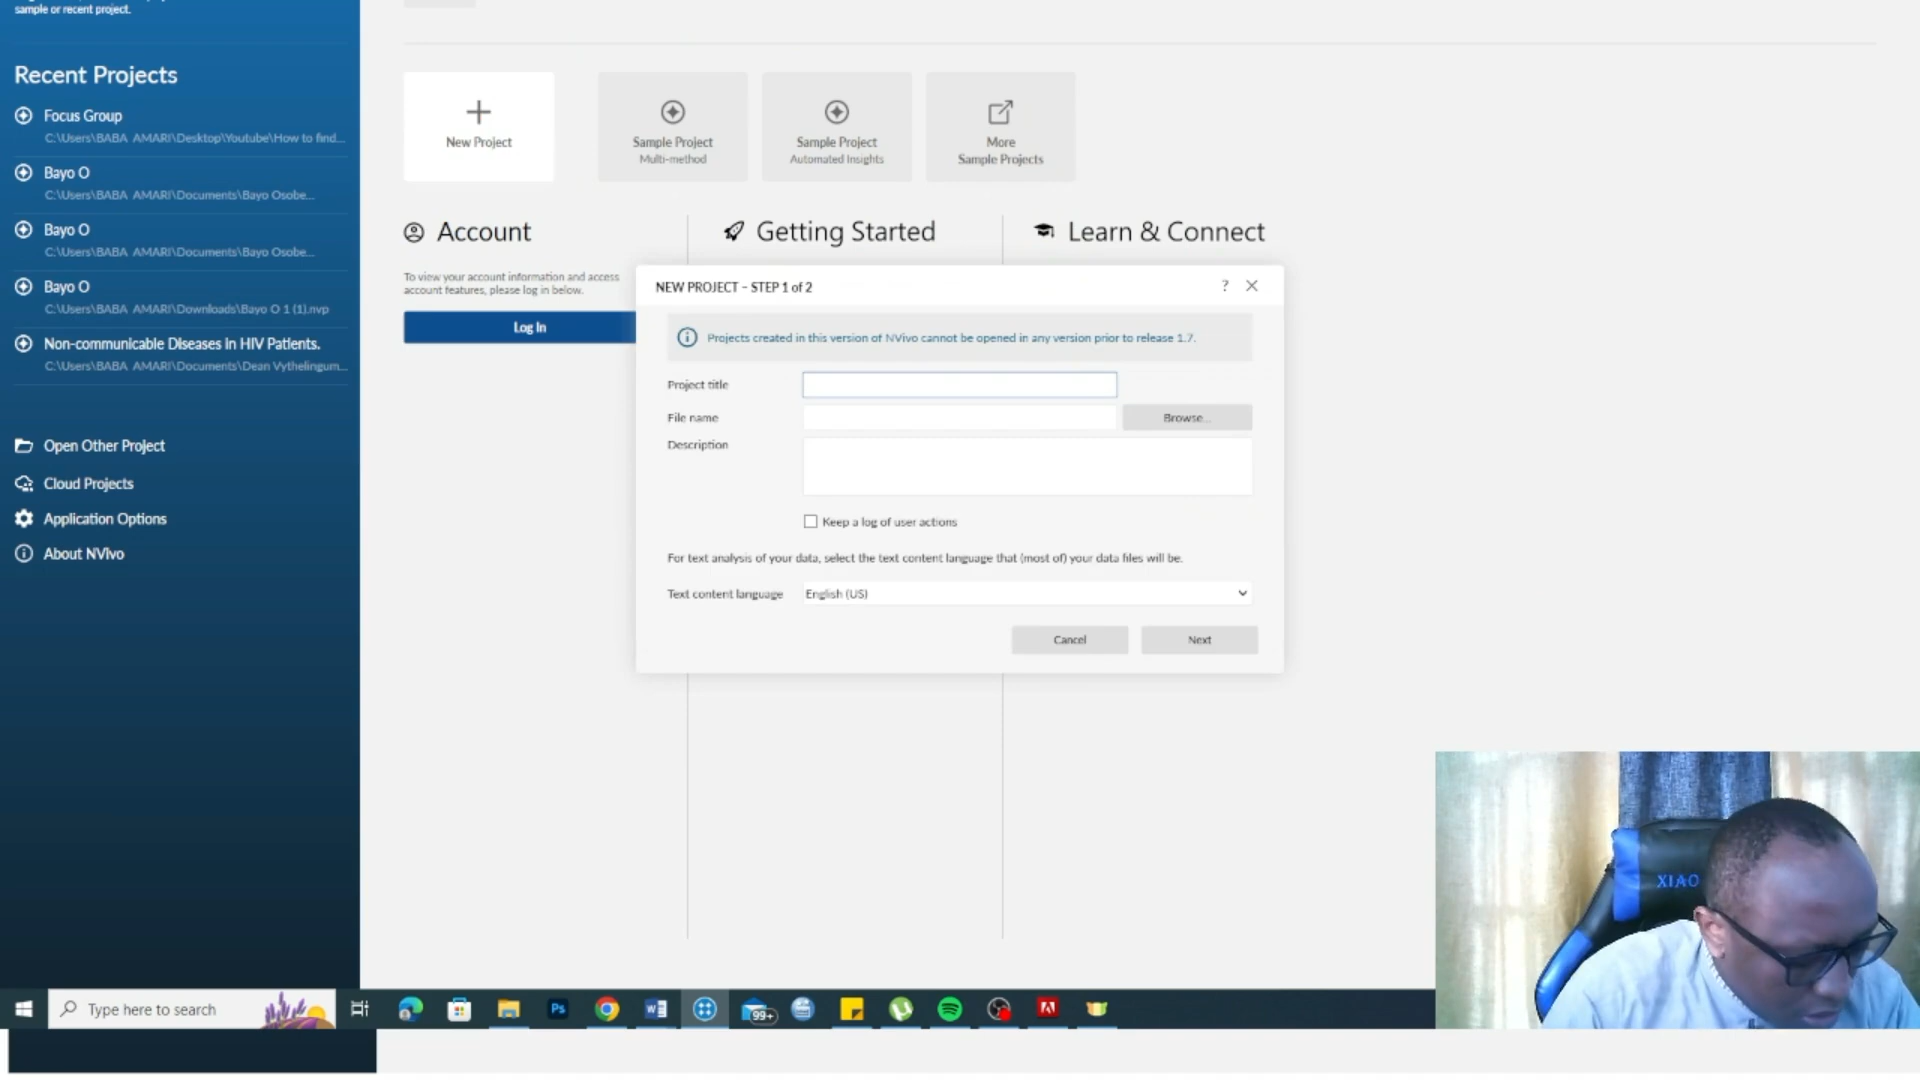 sample or recent project.
Recent Projects
Focus Group
C:\Users\BABA AMARI\Desktop\Youtube\How to find...
Bayo O
C:\Users\BABA AMARI\Documents\Bayo Osobe...
Bayo O
C:\Users\BABA AMARI\Documents\Bayo Osobe...
Bayo O
C:\Users\BABA AMARI\Downloads\Bayo O 1 (1).nvp
Non-communicable Diseases in HIV Patients.
C:\Users\BABA AMARI\Documents\Dean Vythelingum...
Open Other Project
Cloud Projects
Application Options
About NVivo
New Project
Sample Project
Multi-method
Sample Project
Automated Insights
More
Sample Projects
Account
Getting Started
Learn & Connect
To view your account information and access
account features, please log in below.
Log In
NEW PROJECT – STEP 1 of 2
?
Projects created in this version of NVivo cannot be opened in any version prior to release 1.7.
Project title
File name
Browse...
Description
Keep a log of user actions
For text analysis of your data, select the text content language that (most of) your data files will be.
Text content language
English (US)
Cancel
Next
XIAO
Type here to search
Ps
W
99+